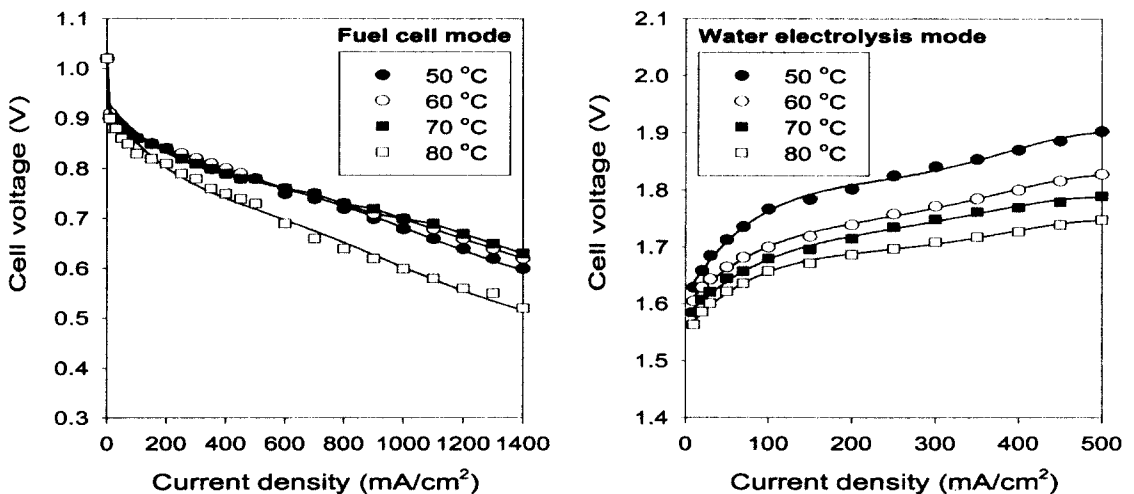 Fuel cell mode
50 °C
60 °C
70 °C
80 °C
Cell voltage (V)
1.1
1.0
0.9
0.8
0.7
0.6
0.5
0.4
0.3
0 200 400 600 800 1000 1200 1400
Current density (mA/cm²)
Water electrolysis mode
50 °C
60 °C
70 °C
80 °C
Cell voltage (V)
2.1
2.0
1.9
1.8
1.7
1.6
1.5
1.4
0 100 200 300 400 500
Current density (mA/cm²)